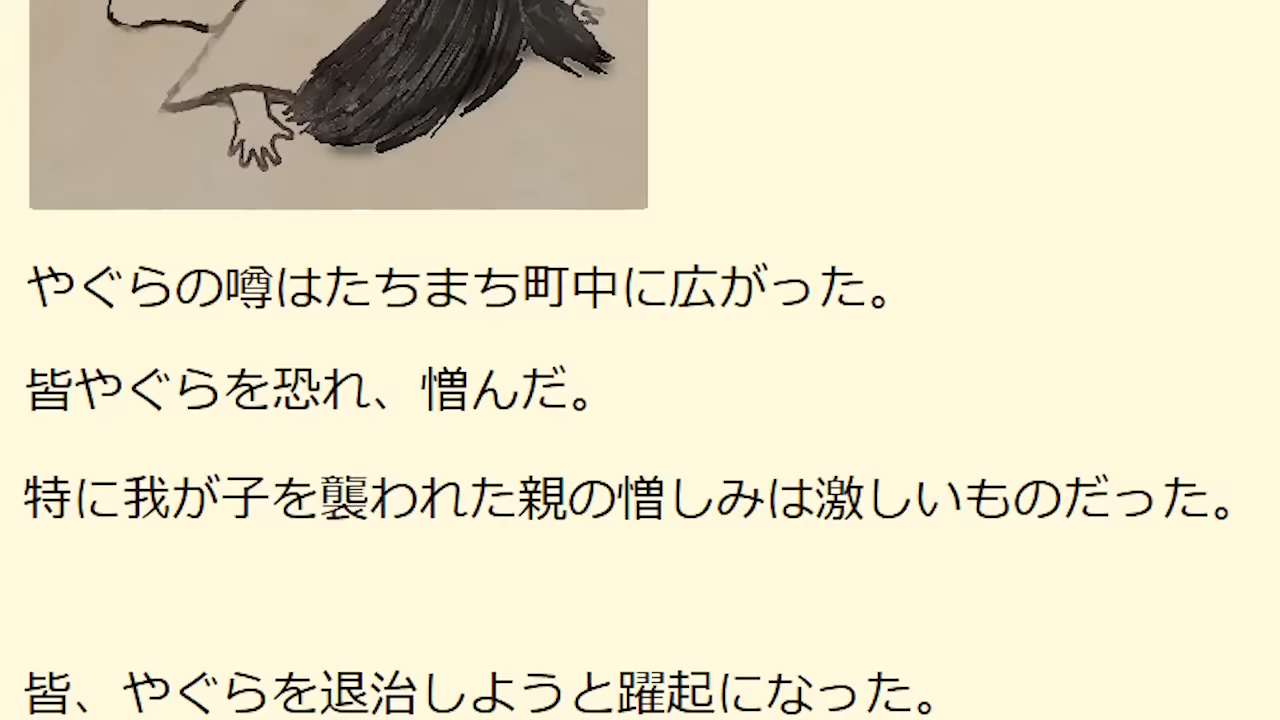 やぐらの噂はたちまち町中に広がった。
皆やぐらを恐れ、憎んだ。
特に我が子を襲われた親の憎しみは激しいものだった。
皆、やぐらを退治しようと躍起になった。